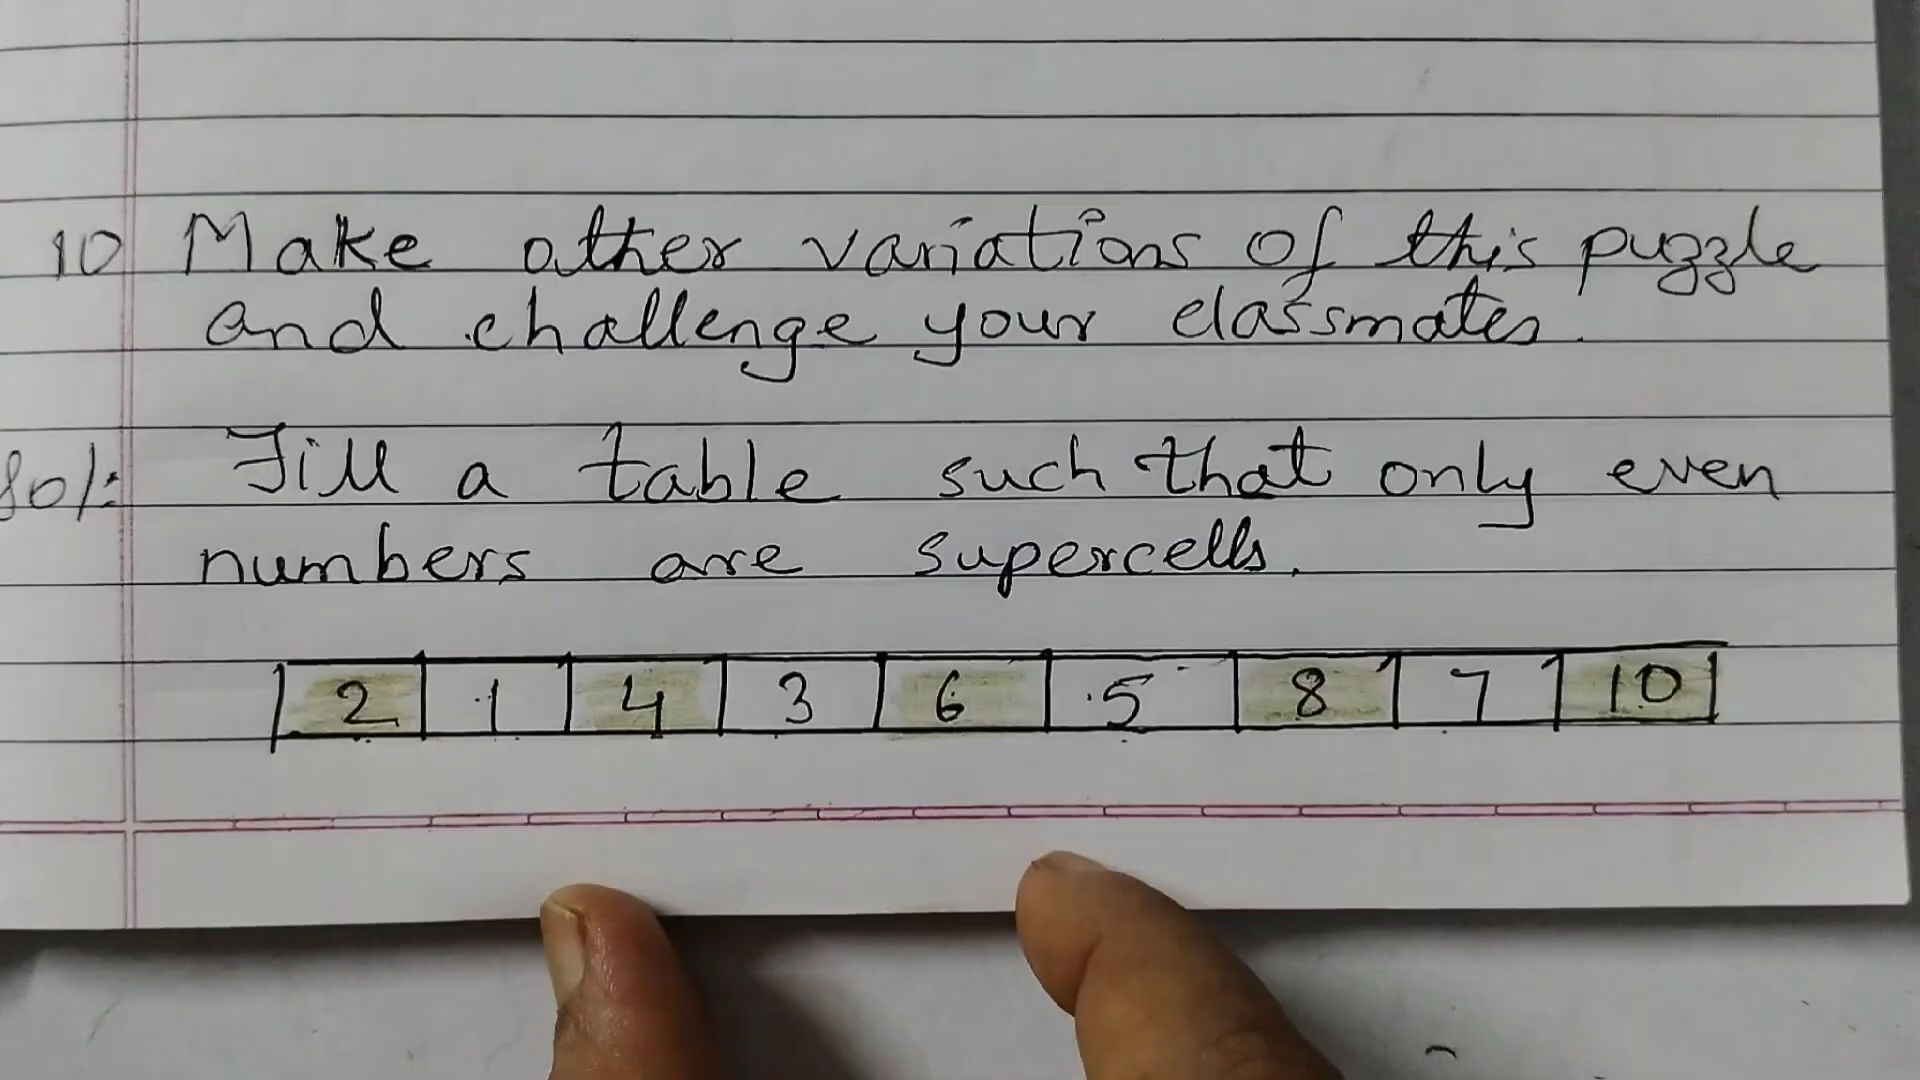 10 Make other variations of this puzzle
and challenge your classmates.
Sol: Fill a table such that only even
numbers are supercells.
2 1 4 3 6 5 8 7 10